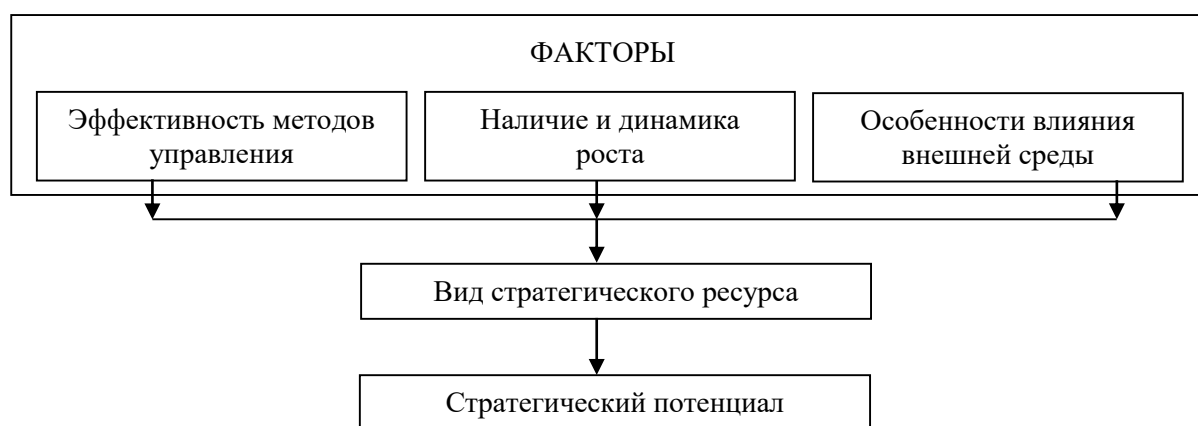 ФАКТОРЫ
Эффективность методов
управления
Наличие и динамика
роста
Особенности влияния
внешней среды
Вид стратегического ресурса
Стратегический потенциал